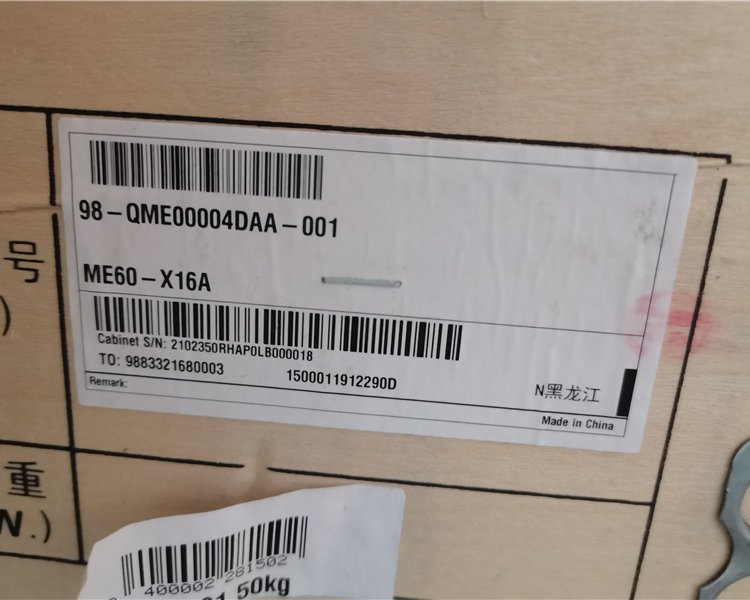 98-QME00004DAA-001
ME60-X16A
Cabinet S/N: 2102350RHAP0LB000018
TO: 9883321680003
1500011912290D
N黑龙江
Remark:
Made in China
号
)
重
N.)
400002 281502
1.50kg